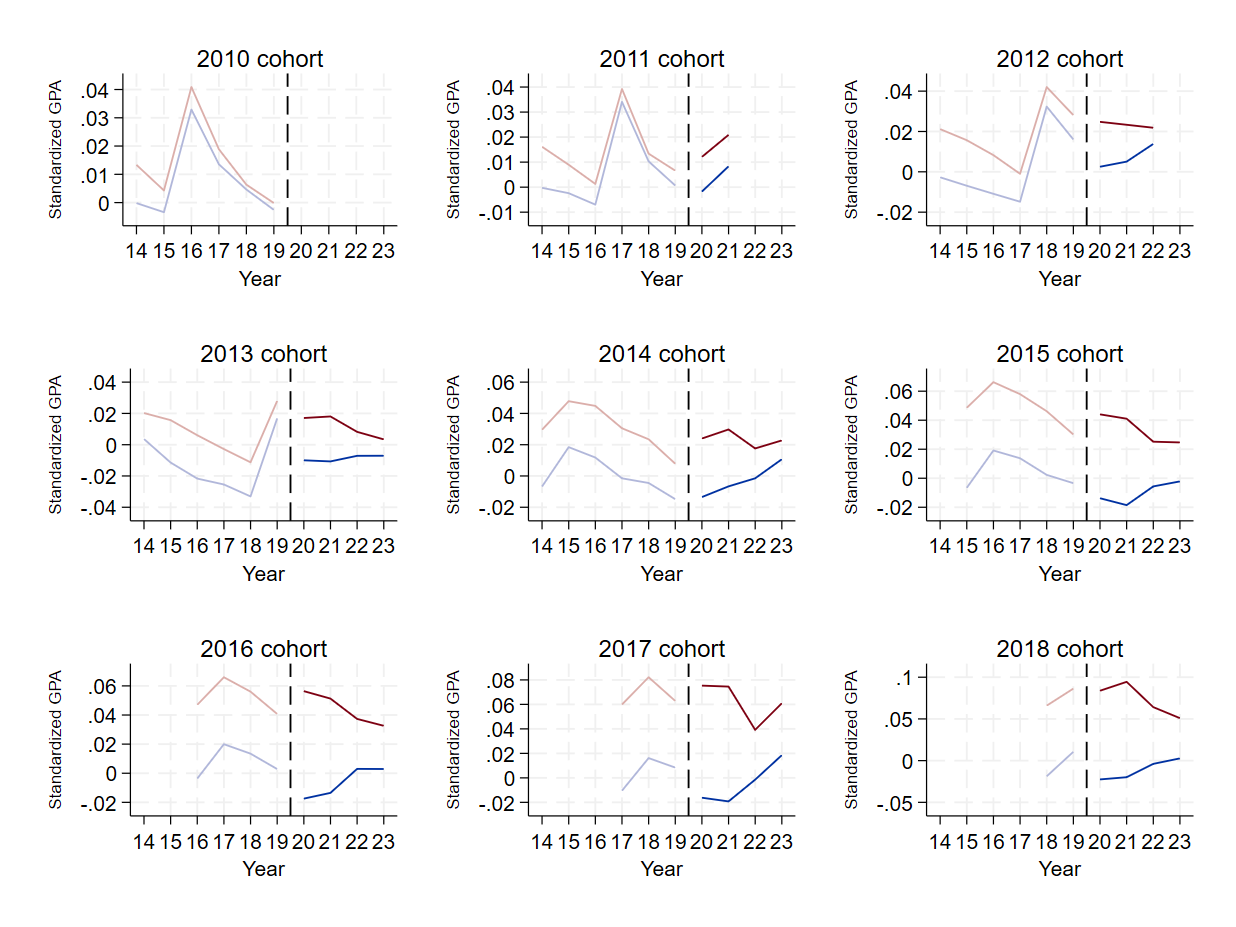 2010 cohort
Standardized GPA
.04
.03
.02
.01
0
14 15 16 17 18 19 20 21 22 23
Year
2011 cohort
Standardized GPA
.04
.03
.02
.01
0
-.01
14 15 16 17 18 19 20 21 22 23
Year
2012 cohort
Standardized GPA
.04
.02
0
-.02
14 15 16 17 18 19 20 21 22 23
Year
2013 cohort
Standardized GPA
.04
.02
0
-.02
-.04
14 15 16 17 18 19 20 21 22 23
Year
2014 cohort
Standardized GPA
.06
.04
.02
0
-.02
14 15 16 17 18 19 20 21 22 23
Year
2015 cohort
Standardized GPA
.06
.04
.02
0
-.02
14 15 16 17 18 19 20 21 22 23
Year
2016 cohort
Standardized GPA
.06
.04
.02
0
-.02
14 15 16 17 18 19 20 21 22 23
Year
2017 cohort
Standardized GPA
.08
.06
.04
.02
0
-.02
14 15 16 17 18 19 20 21 22 23
Year
2018 cohort
Standardized GPA
.1
.05
0
-.05
14 15 16 17 18 19 20 21 22 23
Year